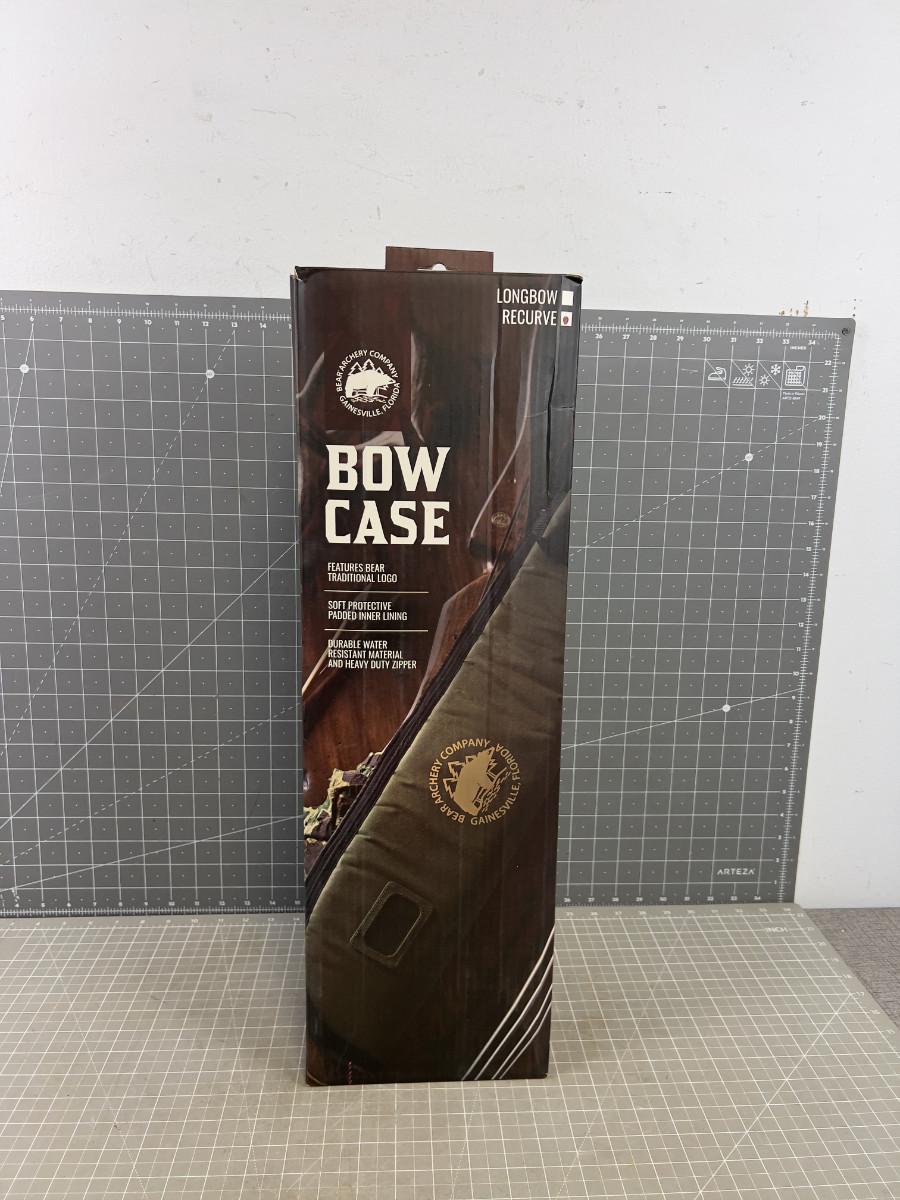 LONGBOW
RECURVE
BEAR ARCHERY COMPANY
GAINESVILLE, FLORIDA
BOW
CASE
FEATURES BEAR
TRADITIONAL LOGO
SOFT PROTECTIVE
PADDED INNER LINING
DURABLE WATER
RESISTANT MATERIAL
AND HEAVY DUTY ZIPPER
BEAR ARCHERY COMPANY
GAINESVILLE, FLORIDA
ARTEZA
INCH